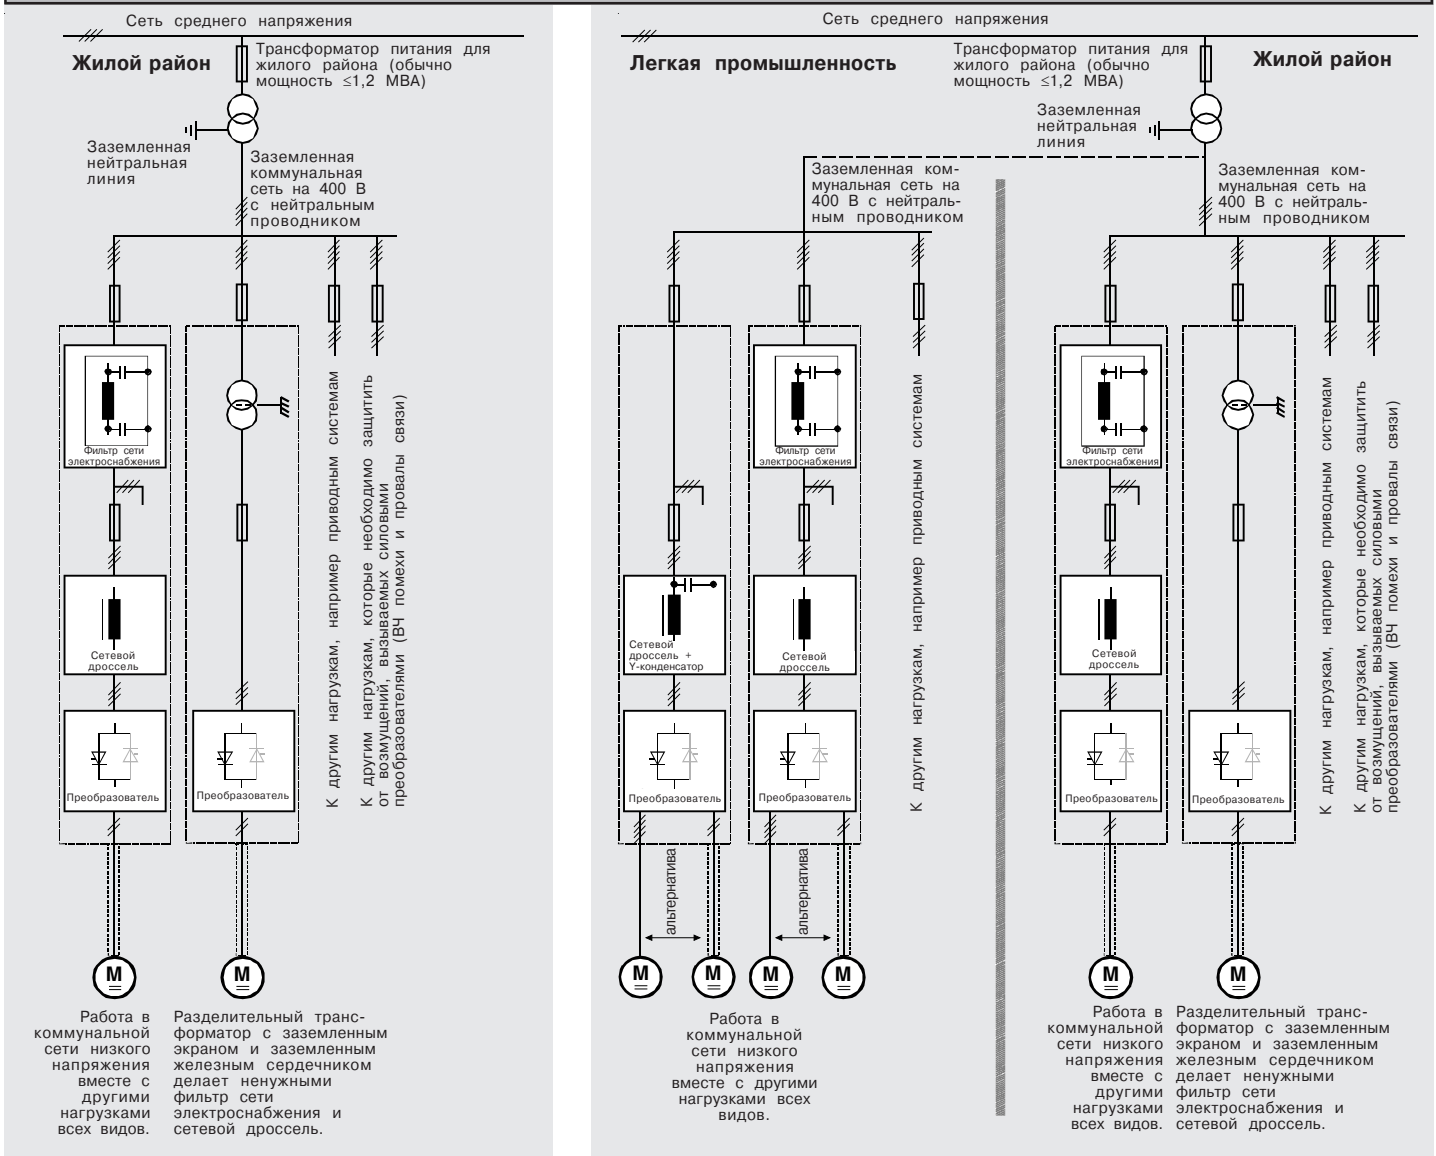 Сеть среднего напряжения
Жилой район
Трансформатор питания для
жилого района (обычно
мощность ≤1,2 МВА)
Заземленная
нейтральная
линия
Заземленная
коммунальная
сеть на 400 В
с нейтральным
проводником
Фильтр сети
электроснабжения
Сетевой
дроссель
Преобразователь
Преобразователь
К другим нагрузкам, например приводным системам
К другим нагрузкам, которые необходимо защитить
от возмущений, вызываемых силовыми
преобразователями (ВЧ помехи и провалы связи)
M
M
Работа в
коммунальной
сети низкого
напряжения
вместе с
другими
нагрузками
всех видов.
Разделительный транс-
форматор с заземленным
экраном и заземленным
железным сердечником
делает ненужными
фильтр сети
электроснабжения и
сетевой дроссель.
Сеть среднего напряжения
Легкая промышленность
Трансформатор питания для
жилого района (обычно
мощность ≤1,2 МВА)
Жилой район
Заземленная
нейтральная
линия
Заземленная ком-
мунальная сеть на
400 В с нейтраль-
ным проводником
Заземленная ком-
мунальная сеть на
400 В с нейтраль-
ным проводником
Фильтр сети
электроснабжения
Сетевой
дроссель +
Y-конденсатор
Сетевой
дроссель
Преобразователь
Преобразователь
К другим нагрузкам, например приводным системам
альтернатива
альтернатива
M
M
M
M
Работа в
коммунальной
сети низкого
напряжения
вместе с другими
нагрузками всех
видов.
Фильтр сети
электроснабжения
Сетевой
дроссель
Преобразователь
Преобразователь
К другим нагрузкам, например приводным системам
К другим нагрузкам, которые необходимо защитить
от возмущений, вызываемых силовыми
преобразователями (ВЧ помехи и провалы связи)
M
M
Работа в
коммунальной
сети низкого
напряжения
вместе с
другими
нагрузками
всех видов.
Разделительный транс-
форматор с заземленным
экраном и заземленным
железным сердечником
делает ненужными
фильтр сети
электроснабжения и
сетевой дроссель.